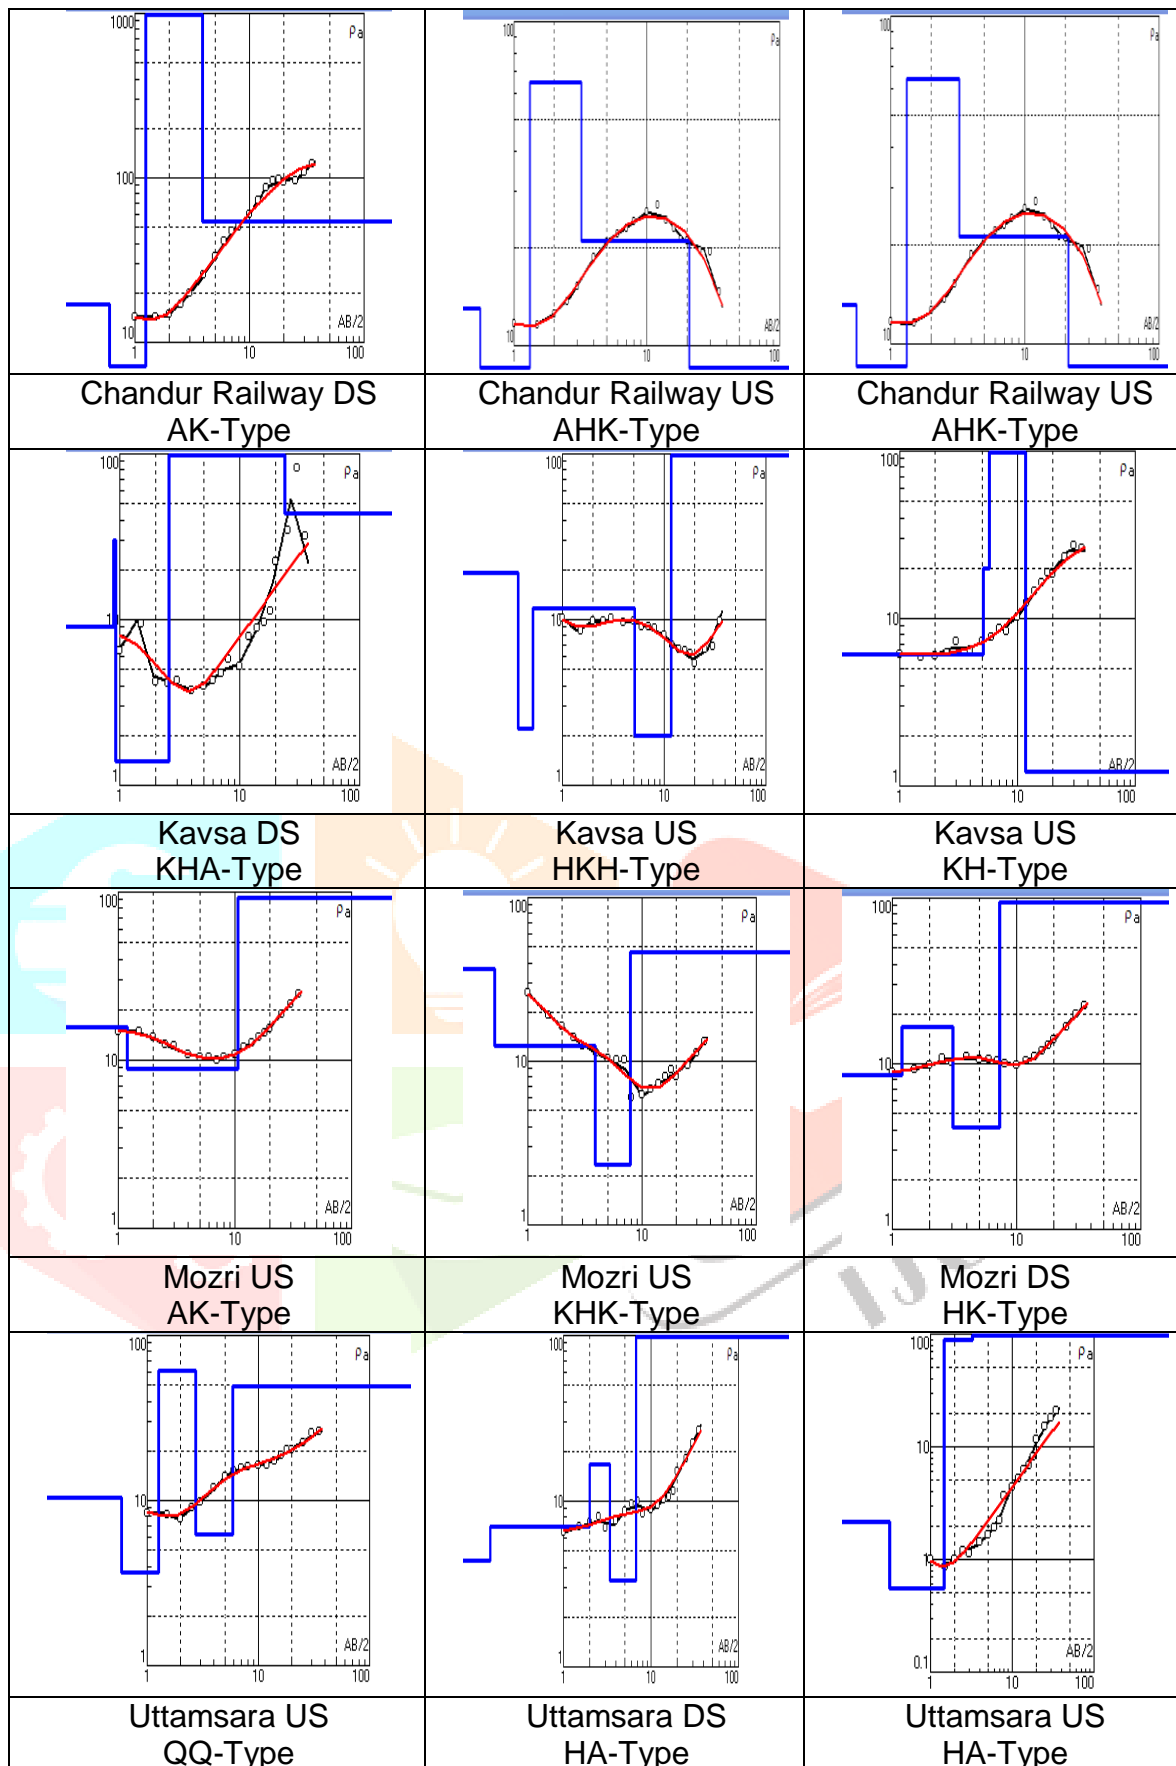 1000
ρa
100
10
AB/2
1
10
100
100
ρa
10
AB/2
1
10
100
100
ρa
10
AB/2
1
10
100
Chandur Railway DS
AK-Type
Chandur Railway US
AHK-Type
Chandur Railway US
AHK-Type
100
ρa
1
1
AB/2
1
10
100
100
ρa
10
1
AB/2
1
10
100
100
ρa
10
1
AB/2
1
10
100
Kavsa DS
KHA-Type
Kavsa US
HKH-Type
Kavsa US
KH-Type
100
ρa
10
1
AB/2
1
10
100
100
ρa
10
1
AB/2
1
10
100
100
ρa
10
1
AB/2
1
10
100
Mozri US
AK-Type
Mozri US
KHK-Type
Mozri DS
HK-Type
100
ρa
10
1
AB/2
1
10
100
100
ρa
10
1
AB/2
1
10
100
100
ρa
10
1
0.1
AB/2
1
10
100
Uttamsara US
QQ-Type
Uttamsara DS
HA-Type
Uttamsara US
HA-Type